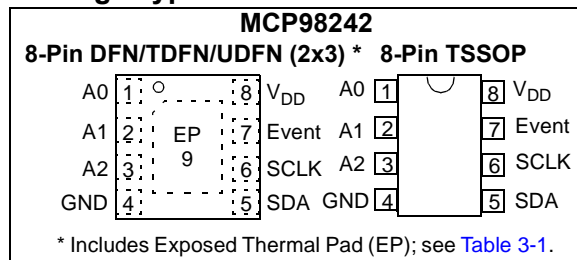 MCP98242
8-Pin DFN/TDFN/UDFN (2x3) * 8-Pin TSSOP
A0 1 8 VDD A0 1 8 VDD
A1 2 EP 7 Event A1 2 7 Event
A2 3 9 6 SCLK A2 3 6 SCLK
GND 4 5 SDA GND 4 5 SDA
* Includes Exposed Thermal Pad (EP); see Table 3-1.